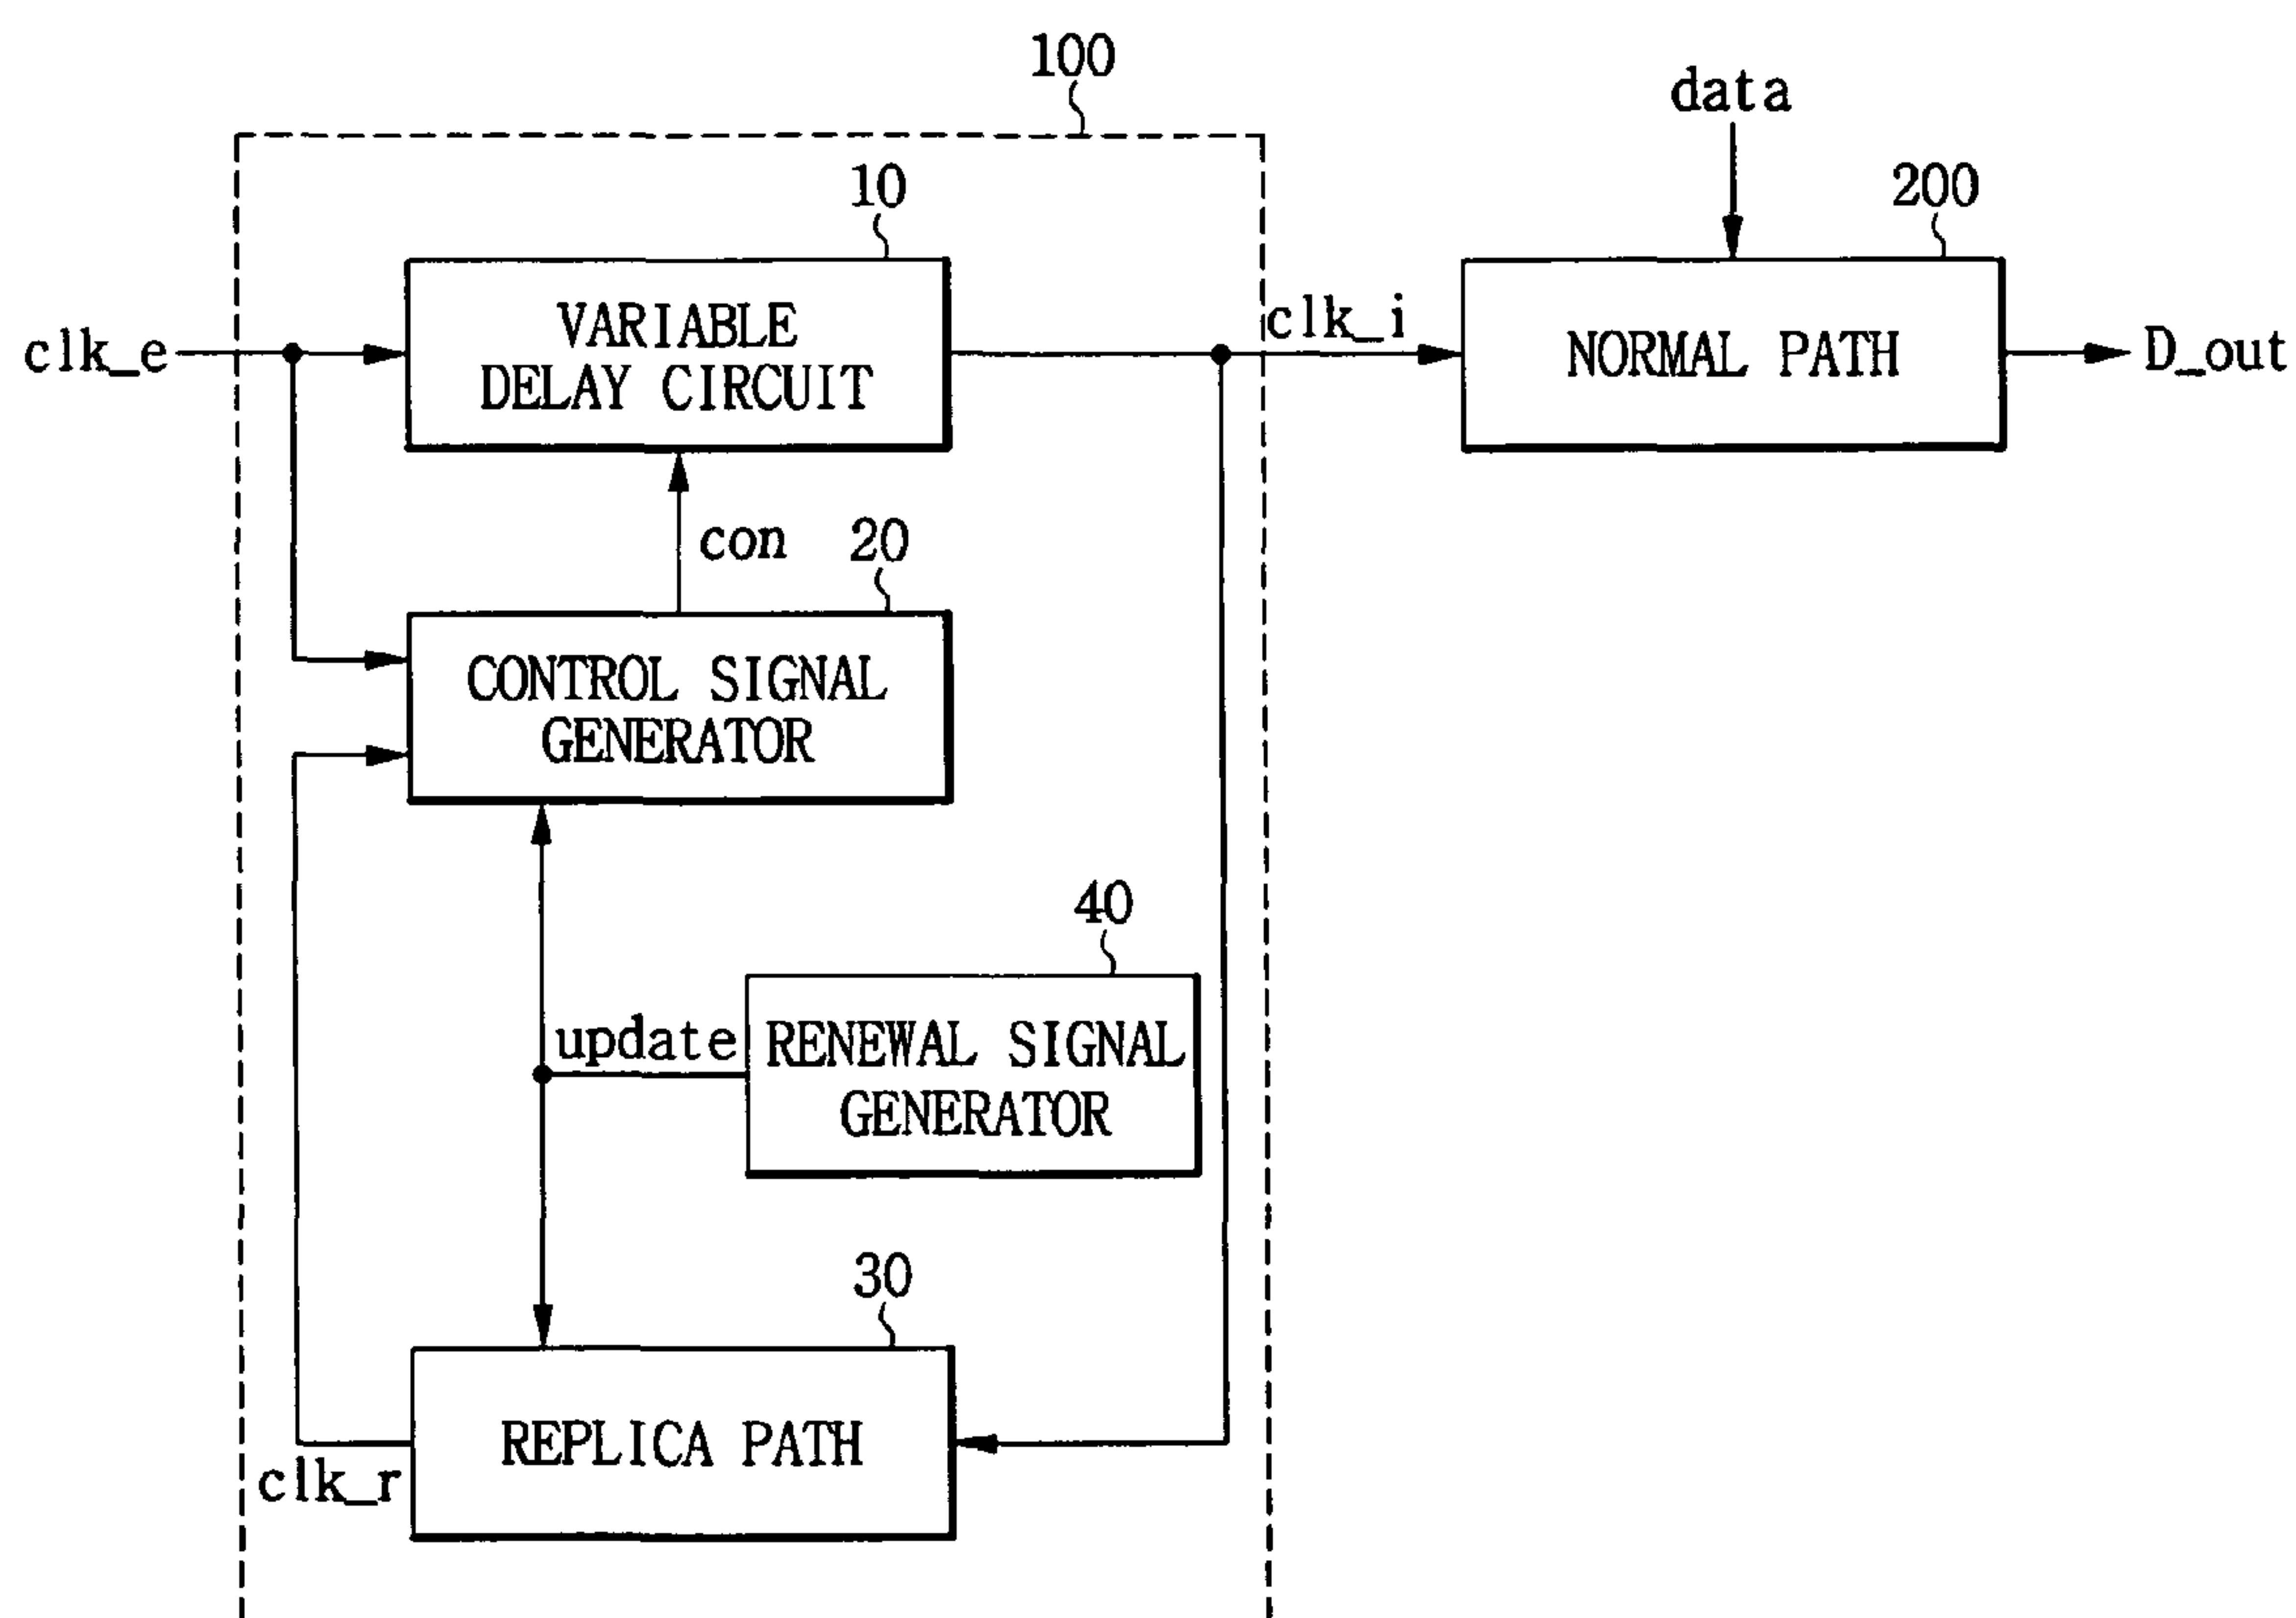 100
data
10
200
clk_e
VARIABLE
DELAY CIRCUIT
clk_i
NORMAL PATH
D_out
con
20
CONTROL SIGNAL
GENERATOR
40
update
RENEWAL SIGNAL
GENERATOR
30
REPLICA PATH
clk_r